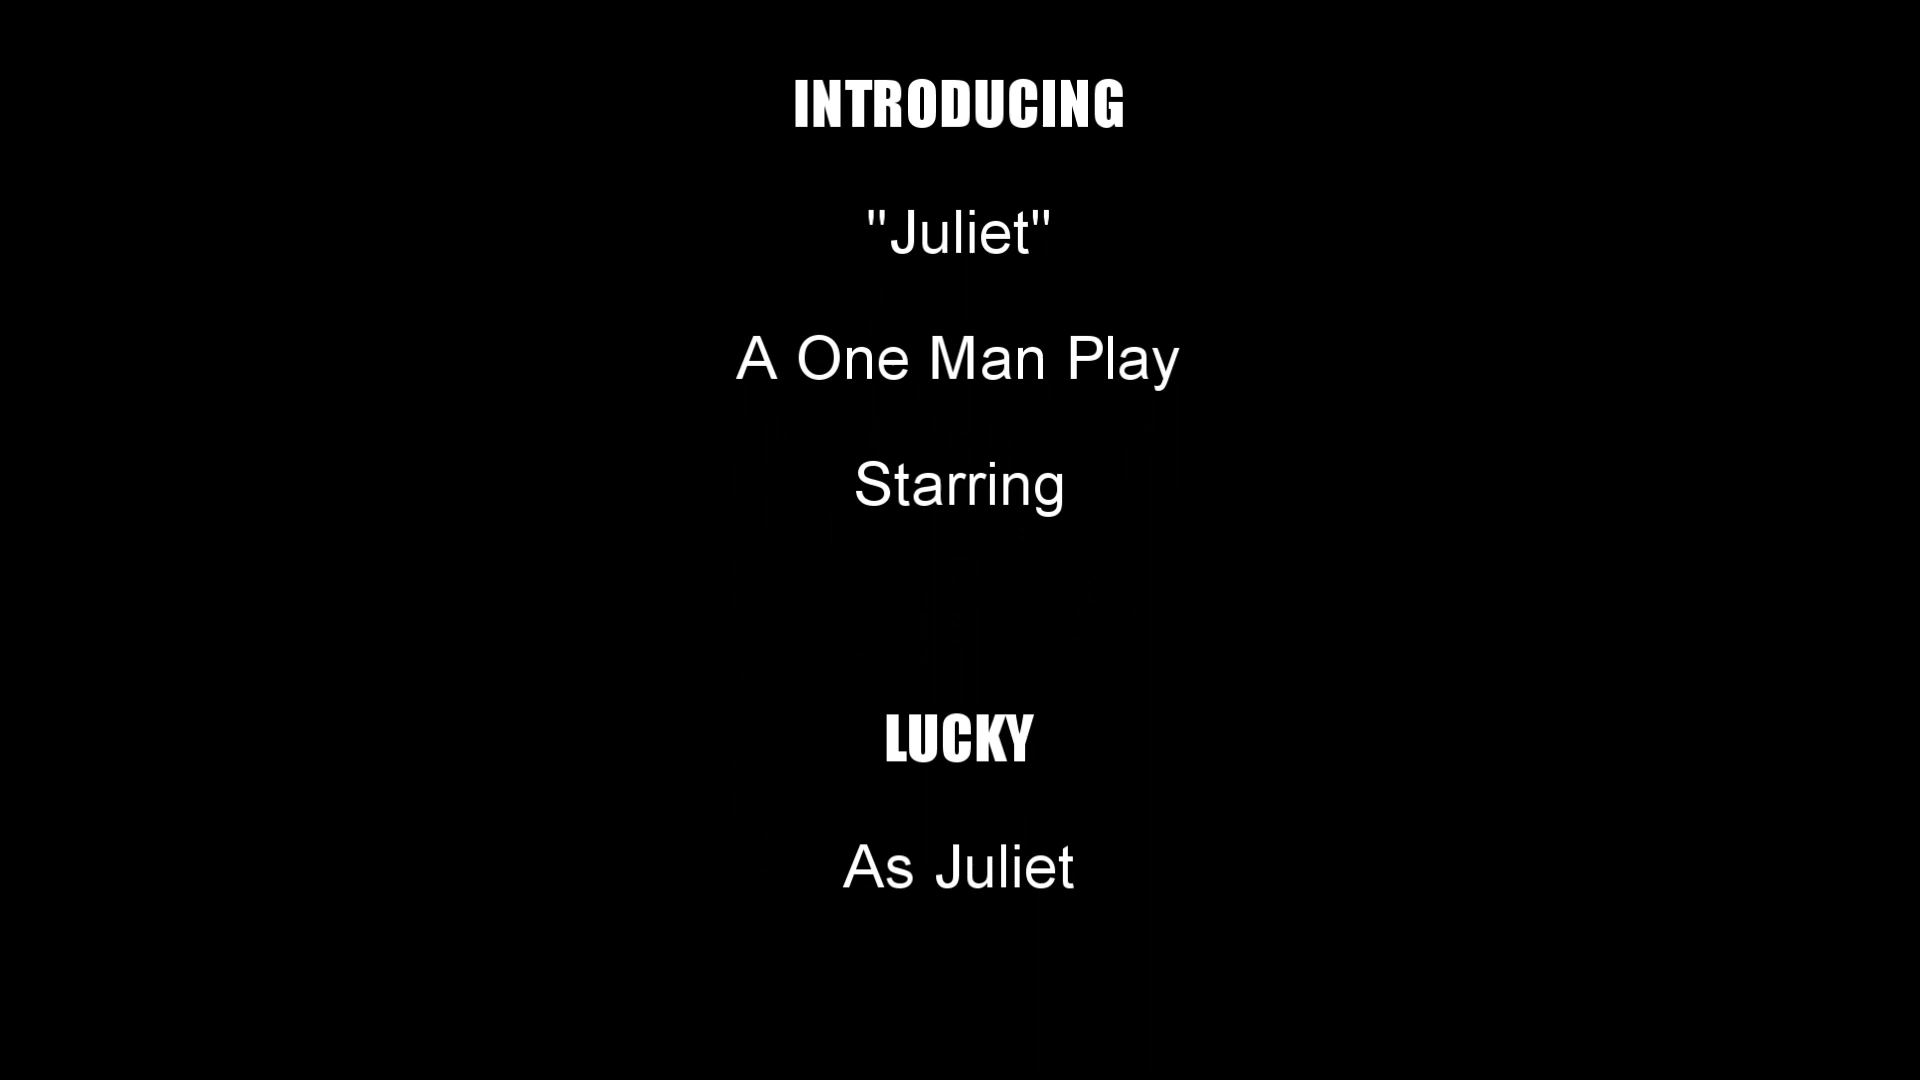 INTRODUCING
"Juliet"
A One Man Play
Starring
LUCKY
As Juliet